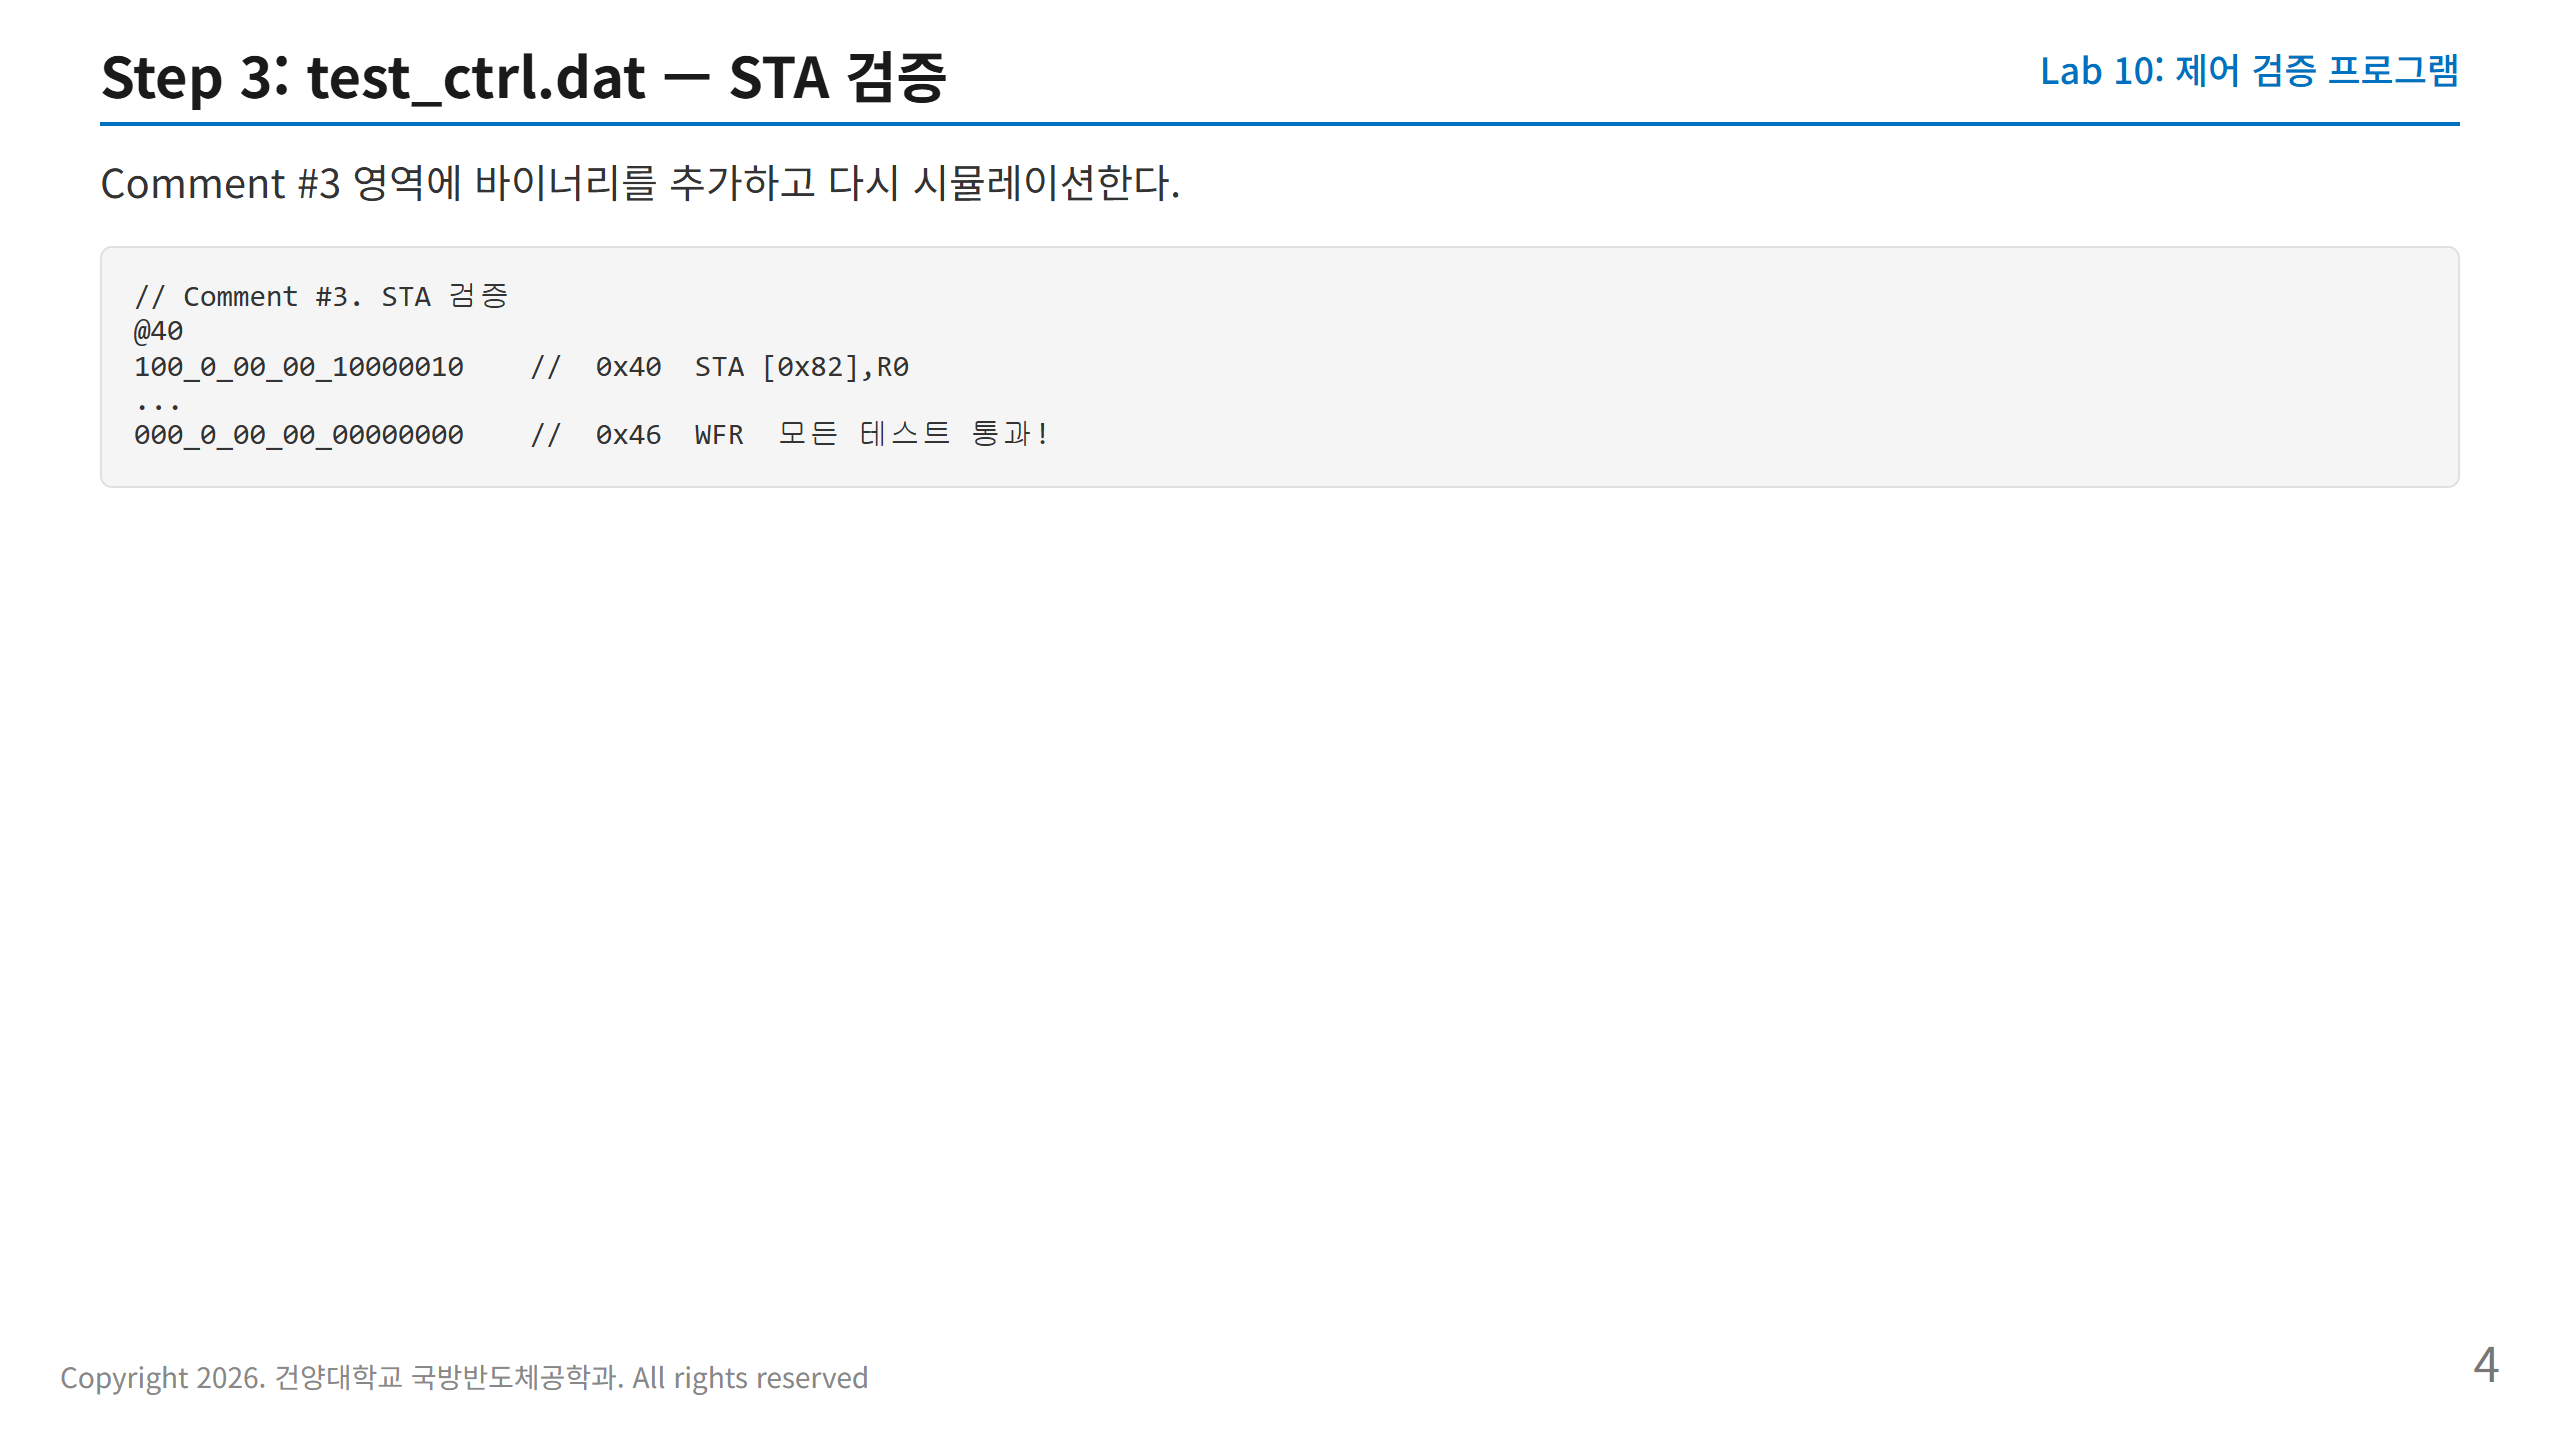 Step 3: test_ctrl.dat — STA 검증
Lab 10: 제어 검증 프로그램
Comment #3 영역에 바이너리를 추가하고 다시 시뮬레이션한다.
// Comment #3. STA 검증
@40
100_0_00_00_10000010    //  0x40  STA [0x82],R0
...
000_0_00_00_00000000    //  0x46  WFR  모든 테스트 통과!
Copyright 2026. 건양대학교 국방반도체공학과. All rights reserved
4